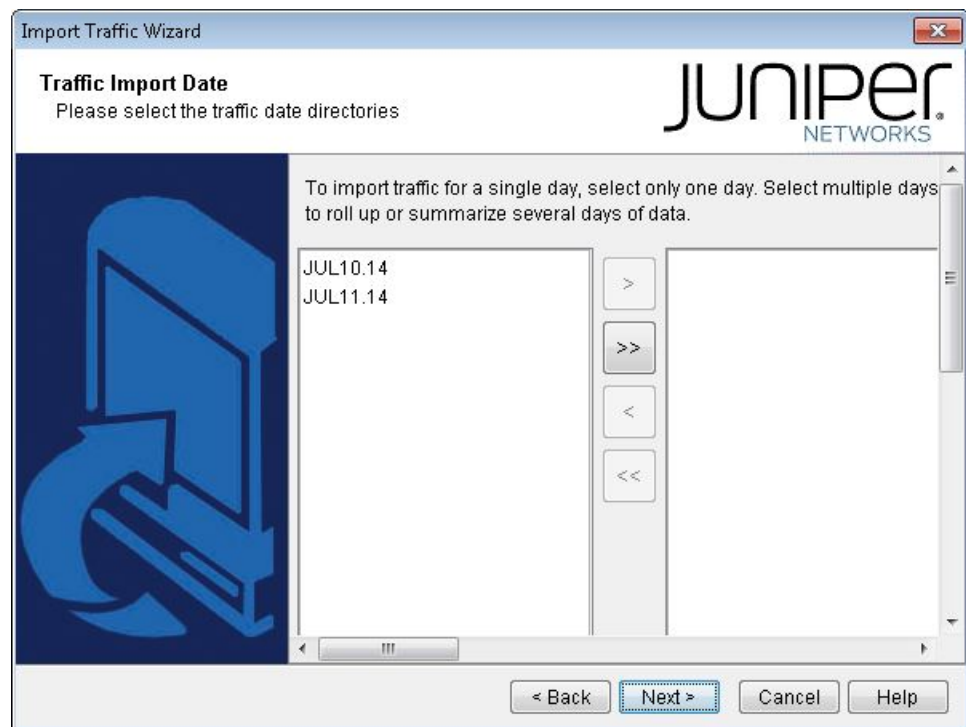 Import Traffic Wizard
Traffic Import Date
Please select the traffic date directories
JUNIPER
NETWORKS
To import traffic for a single day, select only one day. Select multiple days
to roll up or summarize several days of data.
JUL10.14
JUL11.14
>
>>
<
<<
< Back
Next >
Cancel
Help